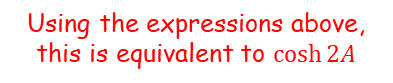 Using the expressions above,
this is equivalent to cosh 2A